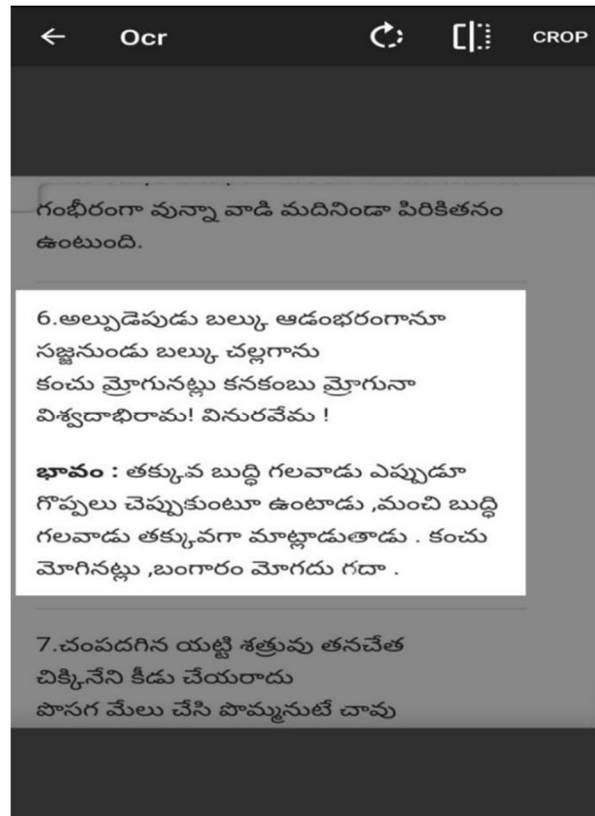 Ocr
CROP
గంభీరంగా వున్నా వాడి మదినిండా పిరికితనం
ఉంటుంది.
6.అల్పుడెపుడు బల్కు ఆడంభరంగానూ
సజ్జనుండు బల్కు చల్లగాను
కంచు మ్రోగునట్లు కనకంబు మ్రోగునా
విశ్వదాభిరామ! వినురవేమ !
భావం : తక్కువ బుద్ధి గలవాడు ఎప్పుడూ
గొప్పలు చెప్పుకుంటూ ఉంటాడు ,మంచి బుద్ధి
గలవాడు తక్కువగా మాట్లాడుతాడు . కంచు
మోగినట్లు ,బంగారం మోగదు గదా .
7.చంపదగిన యట్టి శత్రువు తనచేత
చిక్కినేని కీడు చేయరాదు
పొసగ మేలు చేసి పొమ్మనుటే చావు